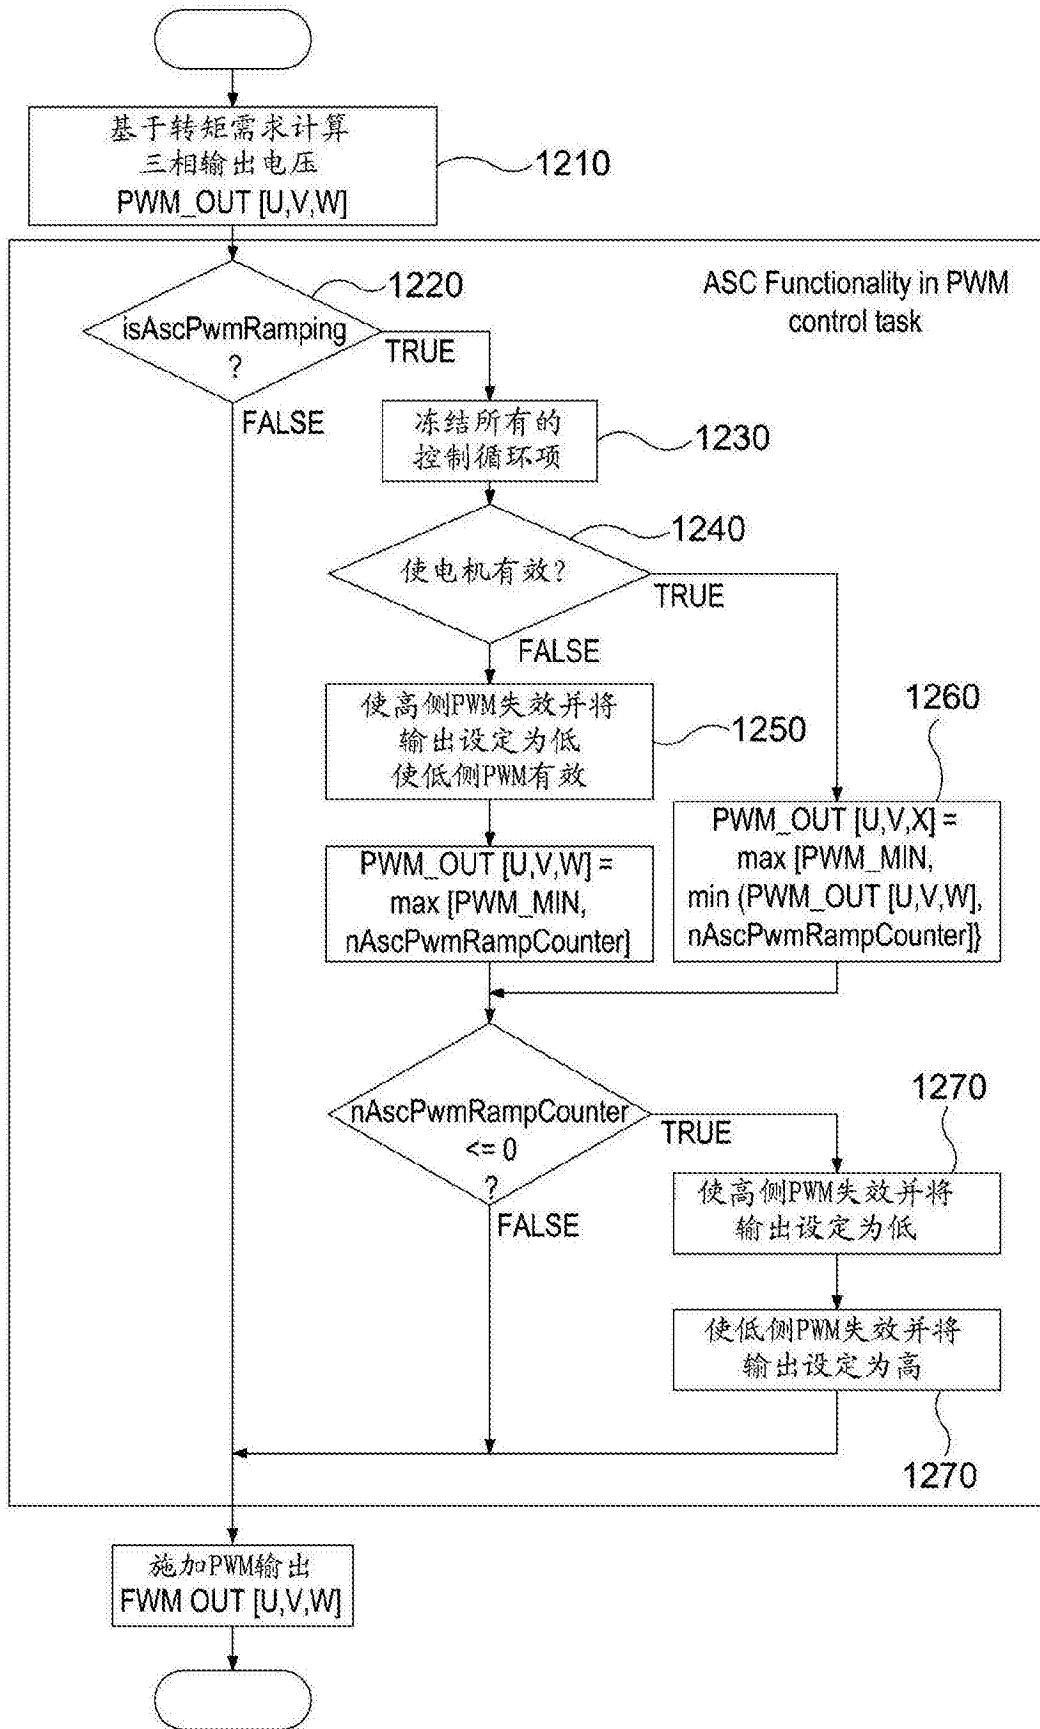 基于转矩需求计算
三相输出电压
PWM_OUT [U,V,W]
1210
ASC Functionality in PWM
control task
1220
isAscPwmRamping
?
TRUE
FALSE
冻结所有的
控制循环项
1230
1240
使电机有效?
TRUE
FALSE
使高侧PWM失效并将
输出设定为低
使低侧PWM有效
1250
1260
PWM_OUT [U,V,W] =
max [PWM_MIN,
nAscPwmRampCounter]
PWM_OUT [U,V,X] =
max [PWM_MIN,
min (PWM_OUT [U,V,W],
nAscPwmRampCounter]}
nAscPwmRampCounter
<= 0
?
TRUE
FALSE
1270
使高侧PWM失效并将
输出设定为低
使低侧PWM失效并将
输出设定为高
1270
施加PWM输出
FWM OUT [U,V,W]